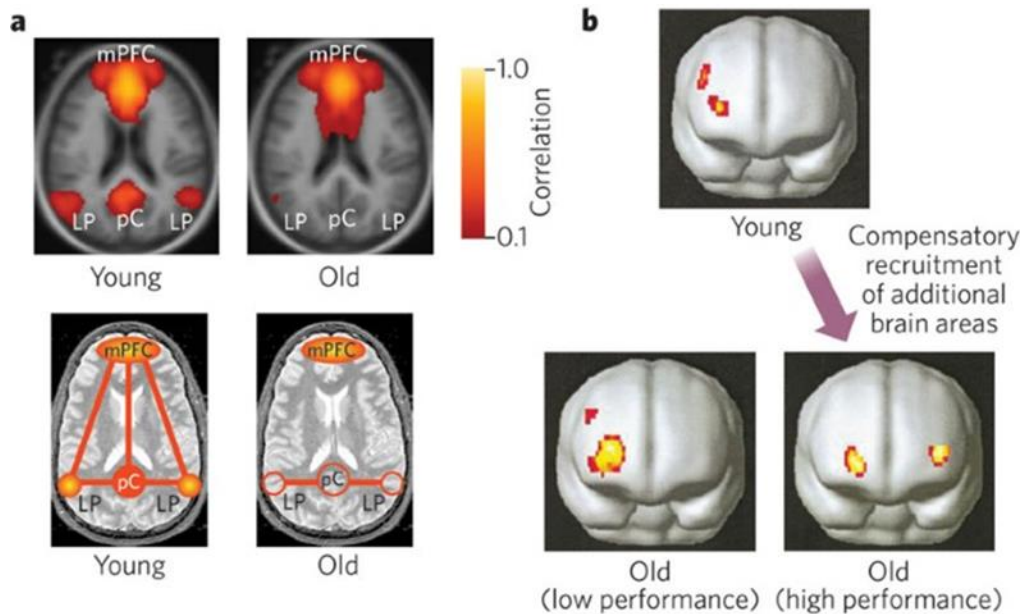 a
mPFC
LP
pC
LP
Young
mPFC
LP
pC
LP
Old
1.0
Correlation
0.1
mPFC
LP
pC
LP
Young
mPFC
LP
pC
LP
Old
b
Young
Compensatory
recruitment
of additional
brain areas
Old
(low performance)
Old
(high performance)